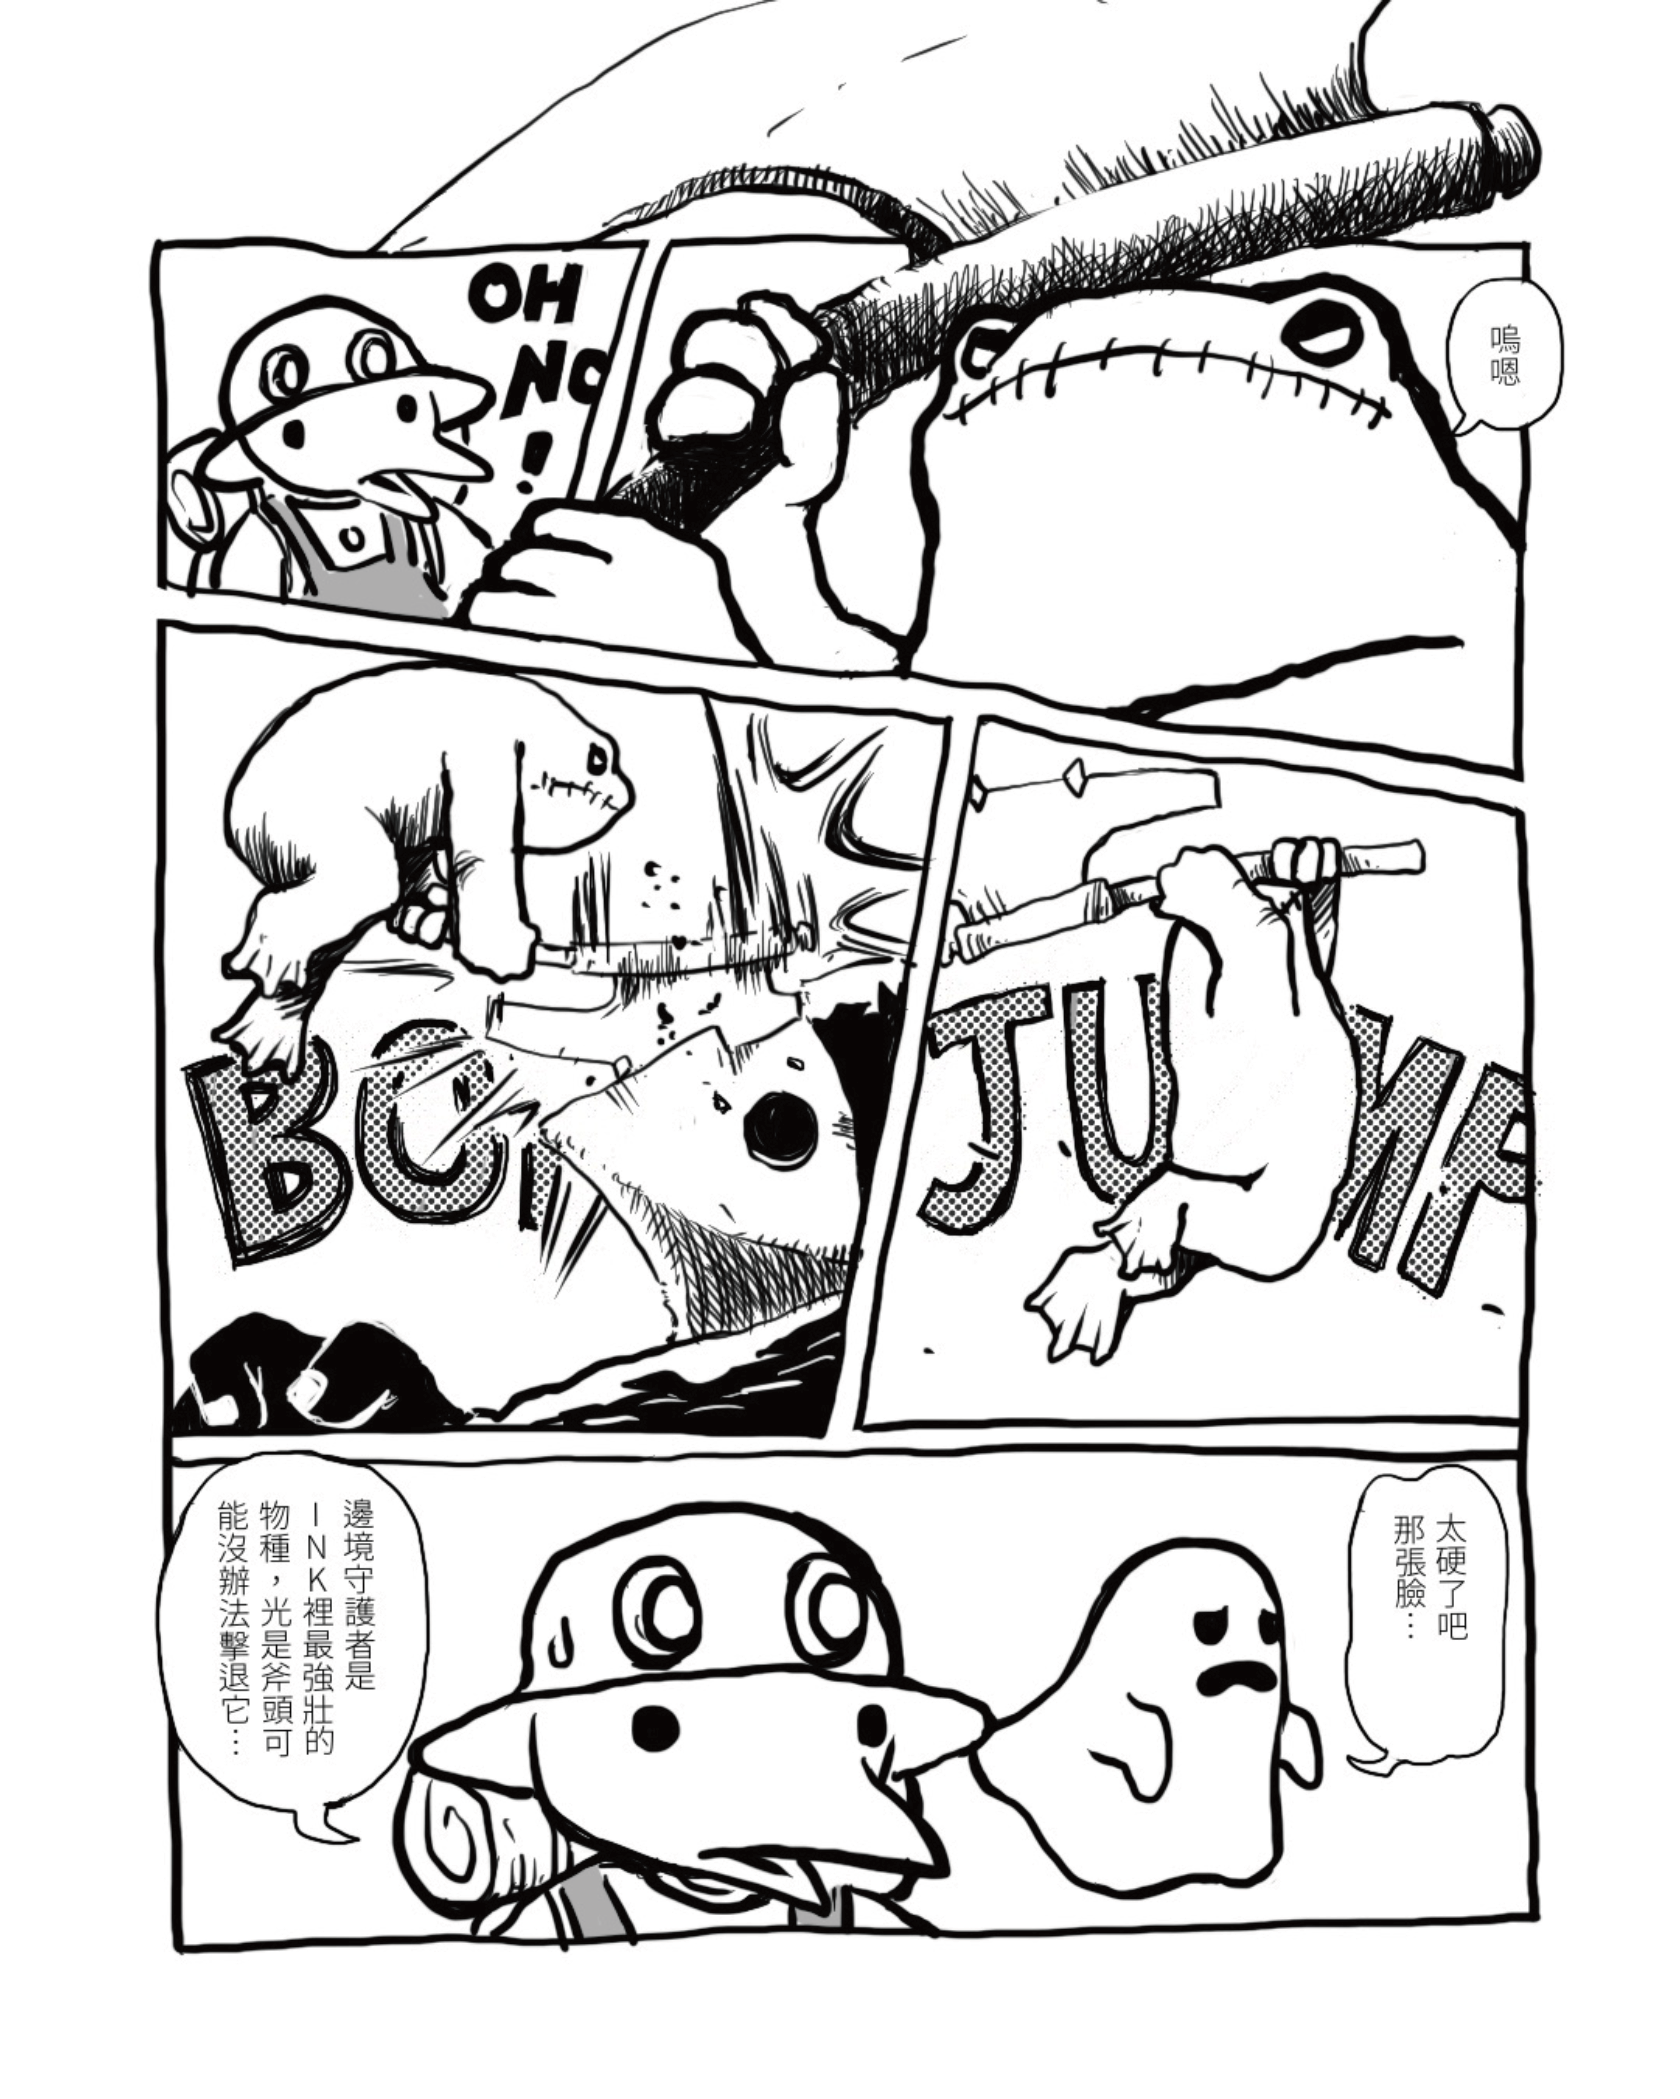 嗚嗯
OH
NO
!
JUMP
BO
太硬了吧
那張臉…
邊境守護者是
INK裡最強壯的
物種，光是斧頭可
能沒辦法擊退它…